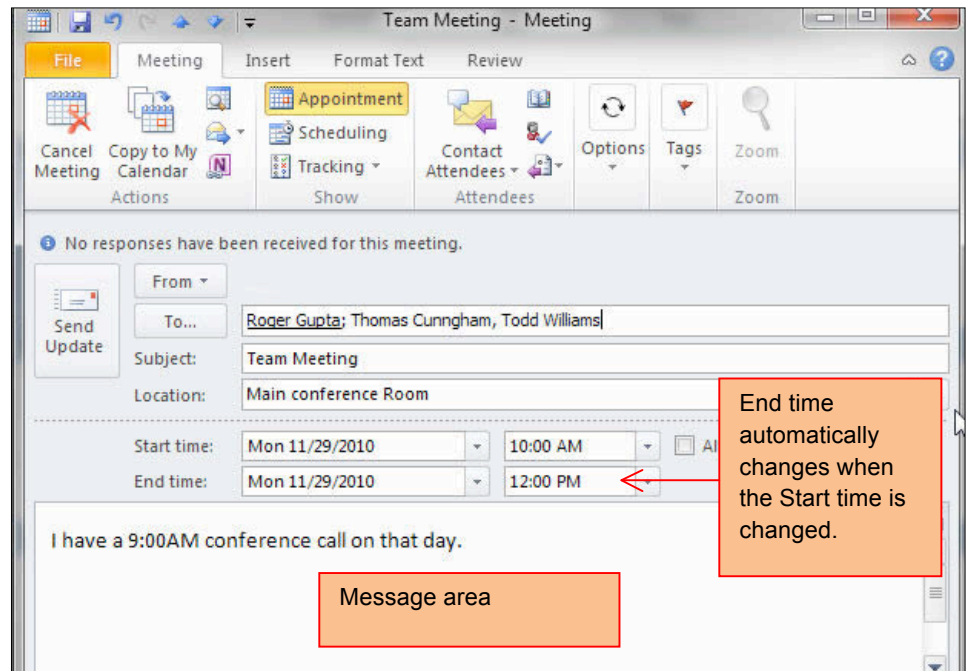 Team Meeting - Meeting
File Meeting Insert Format Text Review
Cancel Meeting
Copy to My Calendar
Actions
Appointment
Scheduling
Tracking
Show
Contact Attendees
Attendees
Options
Tags
Zoom
Zoom
No responses have been received for this meeting.
Send Update
From
To... Roger Gupta; Thomas Cunngham, Todd Williams
Subject: Team Meeting
Location: Main conference Room
Start time: Mon 11/29/2010 10:00 AM
End time: Mon 11/29/2010 12:00 PM
End time
automatically
changes when
the Start time is
changed.
I have a 9:00AM conference call on that day.
Message area